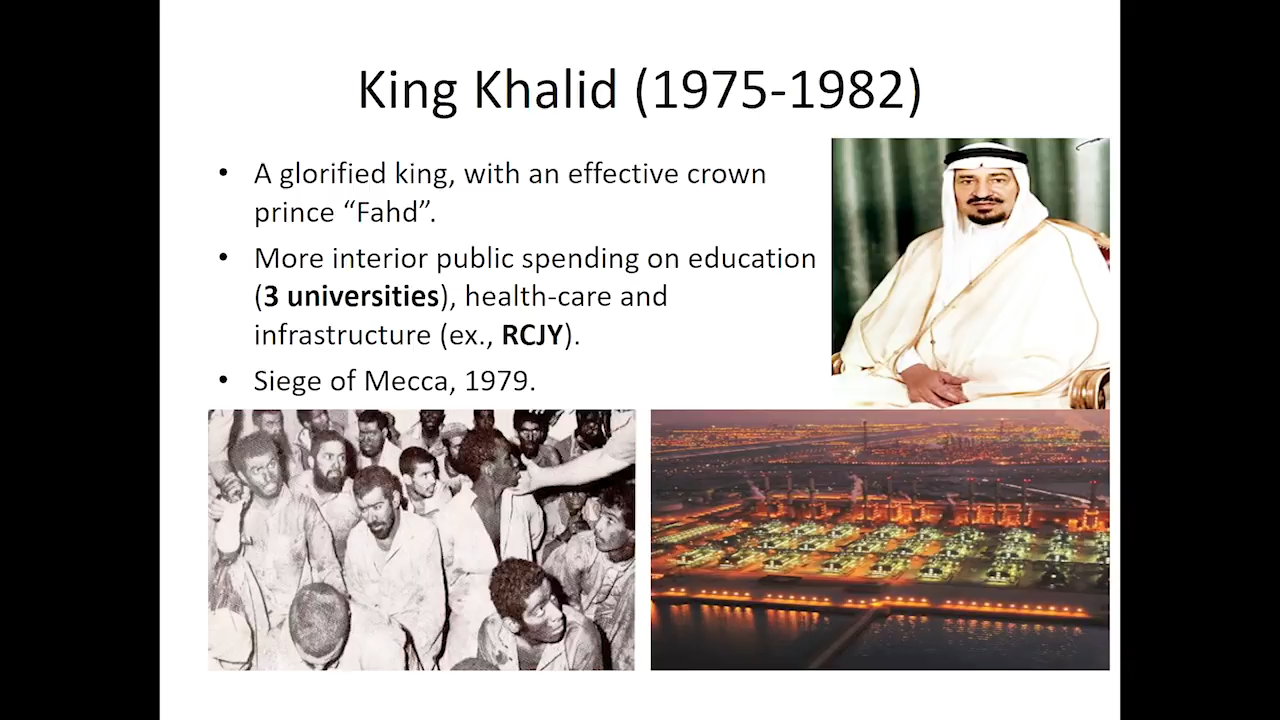 King Khalid (1975-1982)
• A glorified king, with an effective crown
prince “Fahd”.
• More interior public spending on education
(3 universities), health-care and
infrastructure (ex., RCJY).
• Siege of Mecca, 1979.